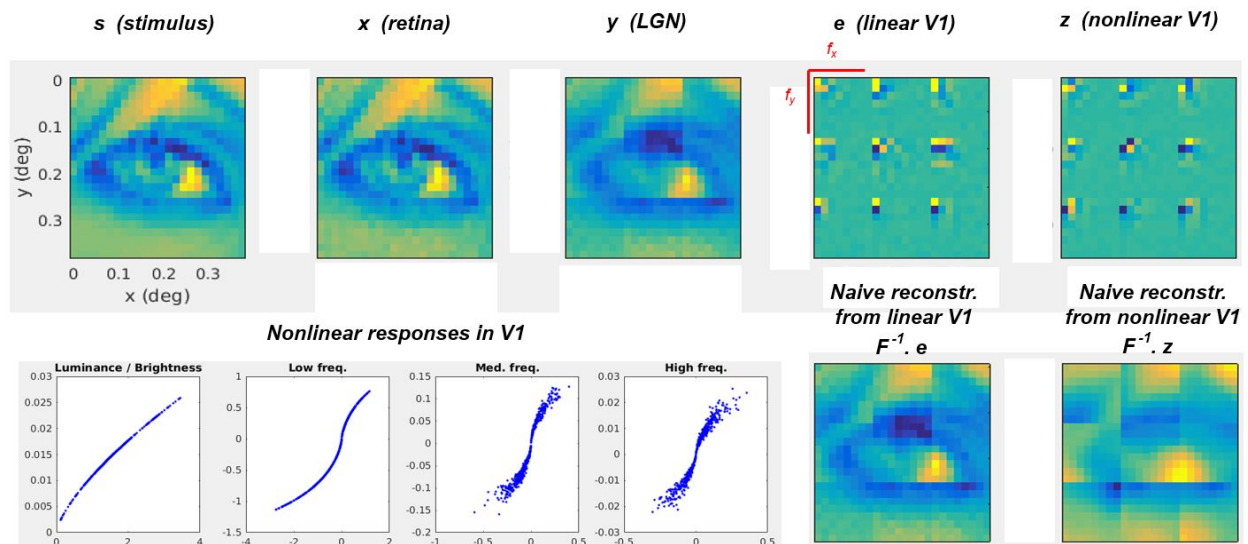 s (stimulus)
x (retina)
y (LGN)
e (linear V1)
z (nonlinear V1)
fx
fy
0
0.1
0.2
0.3
y (deg)
0 0.1 0.2 0.3
x (deg)
Nonlinear responses in V1
Naive reconstr.
from linear V1
F⁻¹. e
Naive reconstr.
from nonlinear V1
F⁻¹. z
Luminance / Brightness
0.03
0.025
0.02
0.015
0.01
0.005
0
0 2 4
Low freq.
1
0.5
0
-0.5
-1
-1.5
-4 -2 0 2
Med. freq.
0.15
0.1
0.05
0
-0.05
-0.1
-0.15
-0.2
-1 -0.5 0 0.5
High freq.
0.03
0.02
0.01
0
-0.01
-0.02
-0.03
-0.5 0 0.5